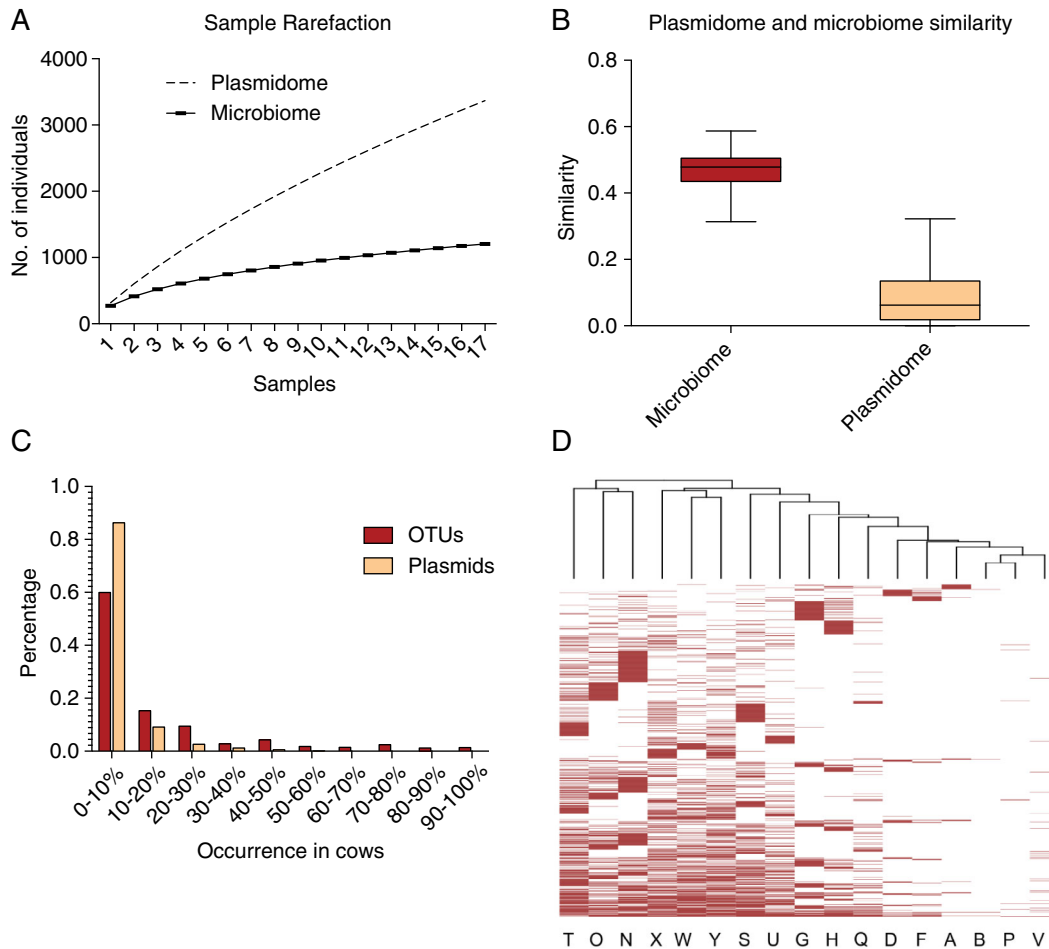 A
Sample Rarefaction
4000
3000
2000
1000
0
No. of individuals
Plasmidome
Microbiome
1 2 3 4 5 6 7 8 9 10 11 12 13 14 15 16 17
Samples
B
Plasmidome and microbiome similarity
0.8
0.6
0.4
0.2
0.0
Similarity
Microbiome
Plasmidome
C
1.0
0.8
0.6
0.4
0.2
0.0
Percentage
OTUs
Plasmids
0-10% 10-20% 20-30% 30-40% 40-50% 50-60% 60-70% 70-80% 80-90% 90-100%
Occurrence in cows
D
T O N X W Y S U G H Q D F A B P V